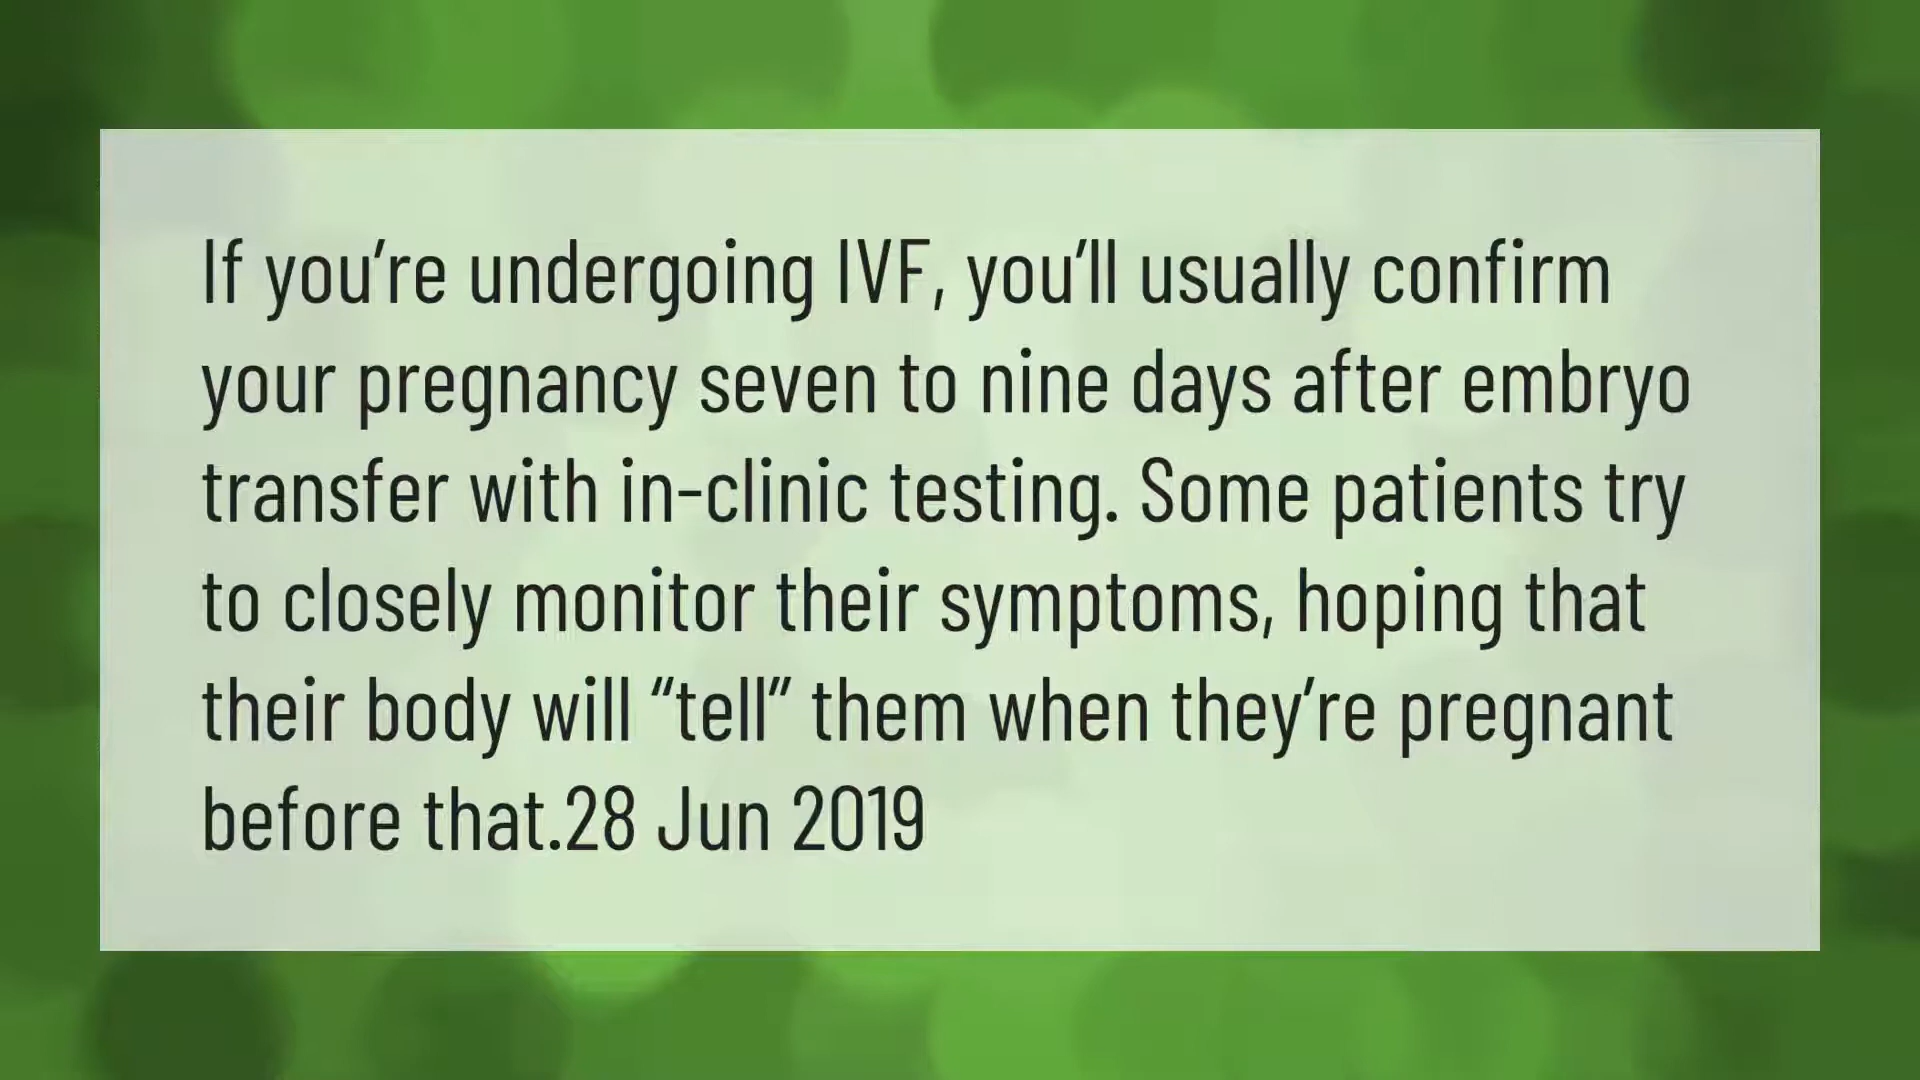 If you’re undergoing IVF, you’ll usually confirm
your pregnancy seven to nine days after embryo
transfer with in-clinic testing. Some patients try
to closely monitor their symptoms, hoping that
their body will “tell” them when they’re pregnant
before that.28 Jun 2019